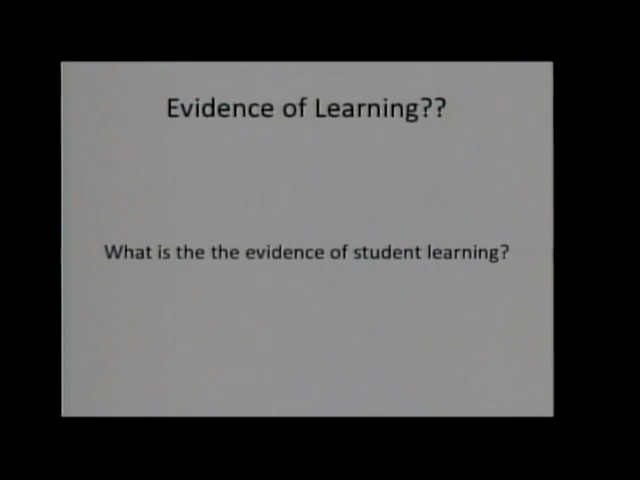 Evidence of Learning??
What is the the evidence of student learning?